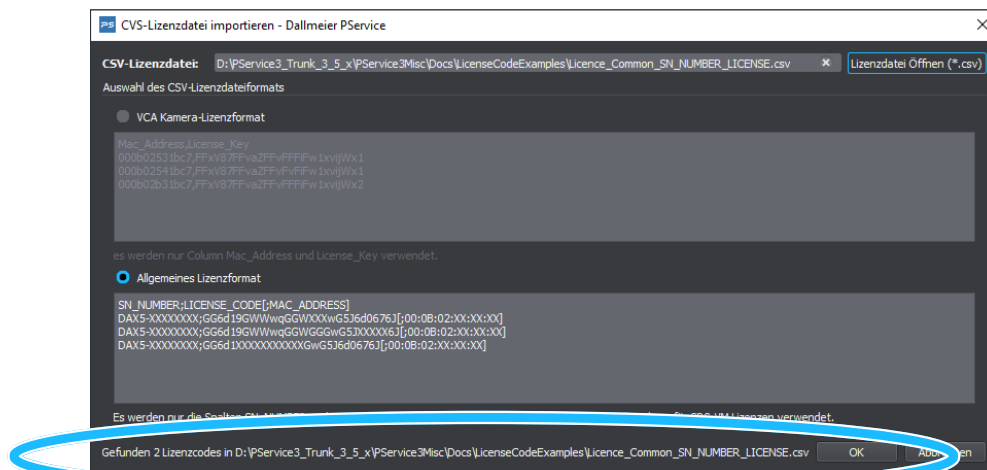 PS CVS-Lizenzdatei importieren - Dallmeier PService
CSV-Lizenzdatei: D:\PService3_Trunk_3_5_x\PService3Misc\Docs\LicenseCodeExamples\Licence_Common_SN_NUMBER_LICENSE.csv Lizenzdatei Öffnen (*.csv)
Auswahl des CSV-Lizenzdateiformats
VCA Kamera-Lizenzformat
Mac_Address,License_Key
000b02531bc7,FFxV87FFvaZFFvFFFiFw1xvijWx1
000b02541bc7,FFxV87FFvaZFFvFFFiFw1xvijWx1
000b02b31bc7,FFxV87FFvaZFFvFFFiFw1xvijWx2
es werden nur Column Mac_Address und License_Key verwendet.
Allgemeines Lizenzformat
SN_NUMBER;LICENSE_CODE[;MAC_ADDRESS]
DAX5-XXXXXXXX;GG6d19GWWwqGGWXXXwG5J6d0676J[;00:0B:02:XX:XX:XX]
DAX5-XXXXXXXX;GG6d19GWWwqGGWGGGwG5JXXXXX6J[;00:0B:02:XX:XX:XX]
DAX5-XXXXXXXX;GG6d1XXXXXXXXXXXGwG5J6d0676J[;00:0B:02:XX:XX:XX]
Es werden nur die Spalten verwendet.
Gefunden 2 Lizenzcodes in D:\PService3_Trunk_3_5_x\PService3Misc\Docs\LicenseCodeExamples\Licence_Common_SN_NUMBER_LICENSE.csv OK